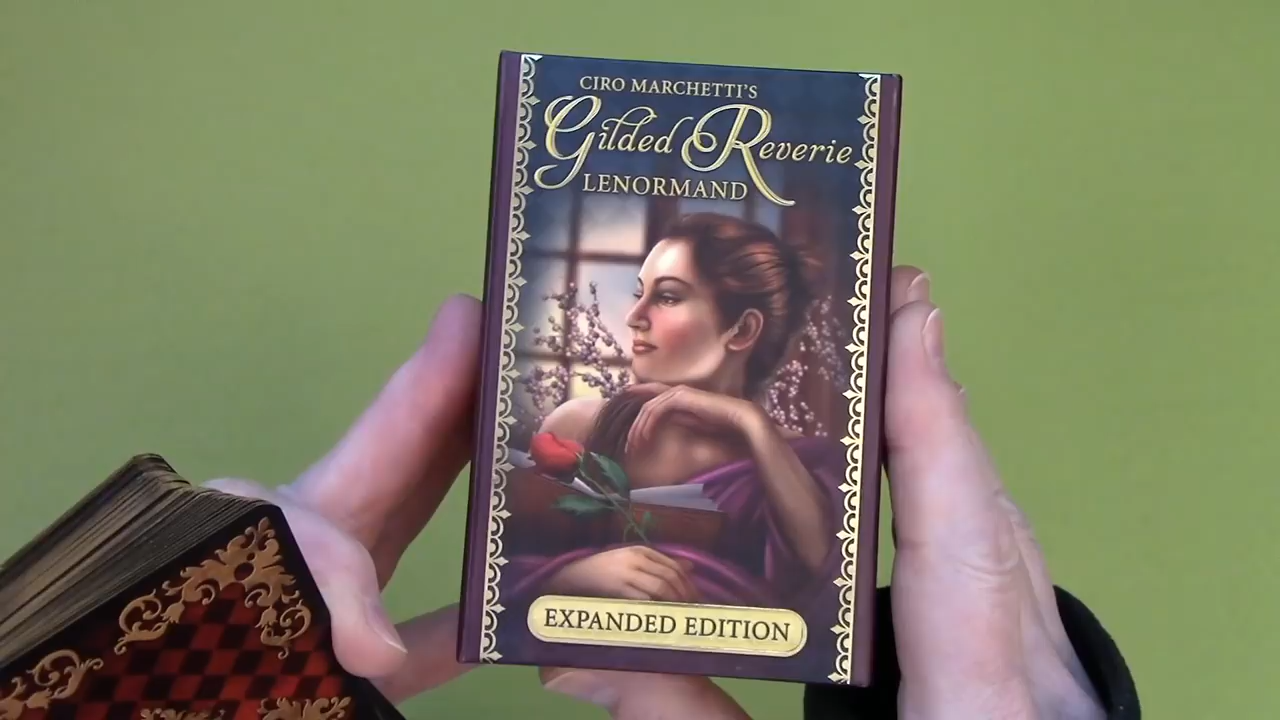 CIRO MARCHETTI'S
Gilded Reverie
LENORMAND
EXPANDED EDITION